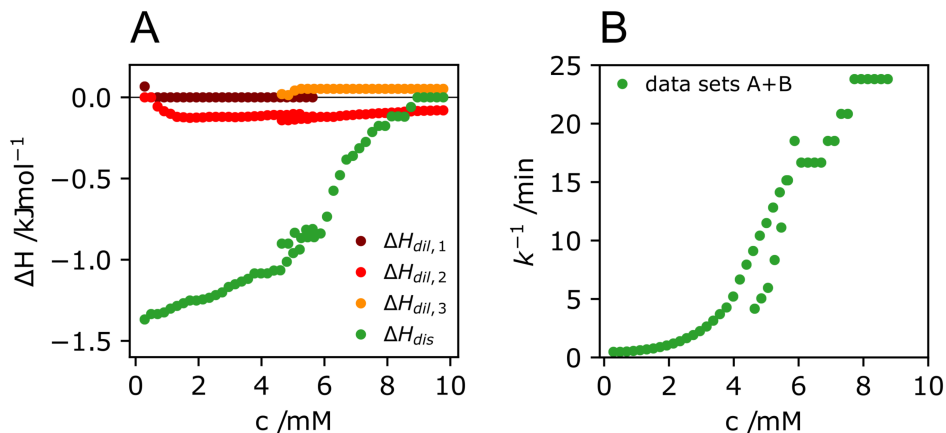 A
B
ΔH /kJmol⁻¹
0.0
−0.5
−1.0
−1.5
0
2
4
6
8
10
c /mM
ΔH_dil, 1
ΔH_dil, 2
ΔH_dil, 3
ΔH_dis
k⁻¹ /min
25
20
15
10
5
0
0
2
4
6
8
10
c /mM
data sets A+B